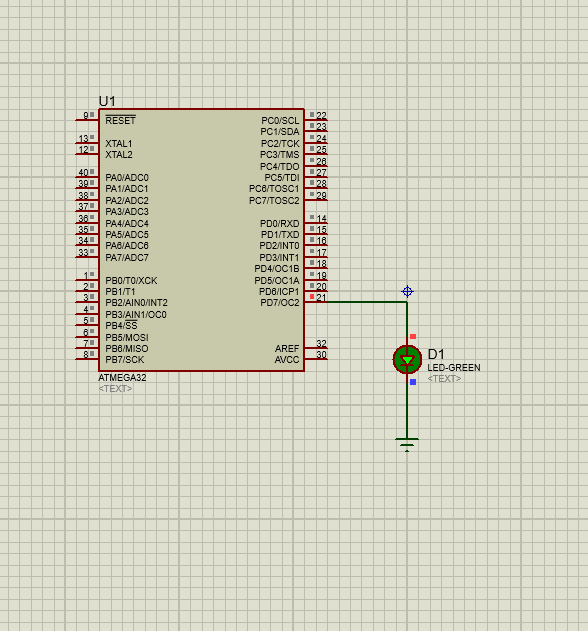 U1
9 RESET
13 XTAL1
12 XTAL2
40 PA0/ADC0
39 PA1/ADC1
38 PA2/ADC2
37 PA3/ADC3
36 PA4/ADC4
35 PA5/ADC5
34 PA6/ADC6
33 PA7/ADC7
1 PB0/T0/XCK
2 PB1/T1
3 PB2/AIN0/INT2
4 PB3/AIN1/OC0
5 PB4/SS
6 PB5/MOSI
7 PB6/MISO
8 PB7/SCK
PC0/SCL 22
PC1/SDA 23
PC2/TCK 24
PC3/TMS 25
PC4/TDO 26
PC5/TDI 27
PC6/TOSC1 28
PC7/TOSC2 29
PD0/RXD 14
PD1/TXD 15
PD2/INT0 16
PD3/INT1 17
PD4/OC1B 18
PD5/OC1A 19
PD6/ICP1 20
PD7/OC2 21
AREF 32
AVCC 30
ATMEGA32
<TEXT>
D1
LED-GREEN
<TEXT>